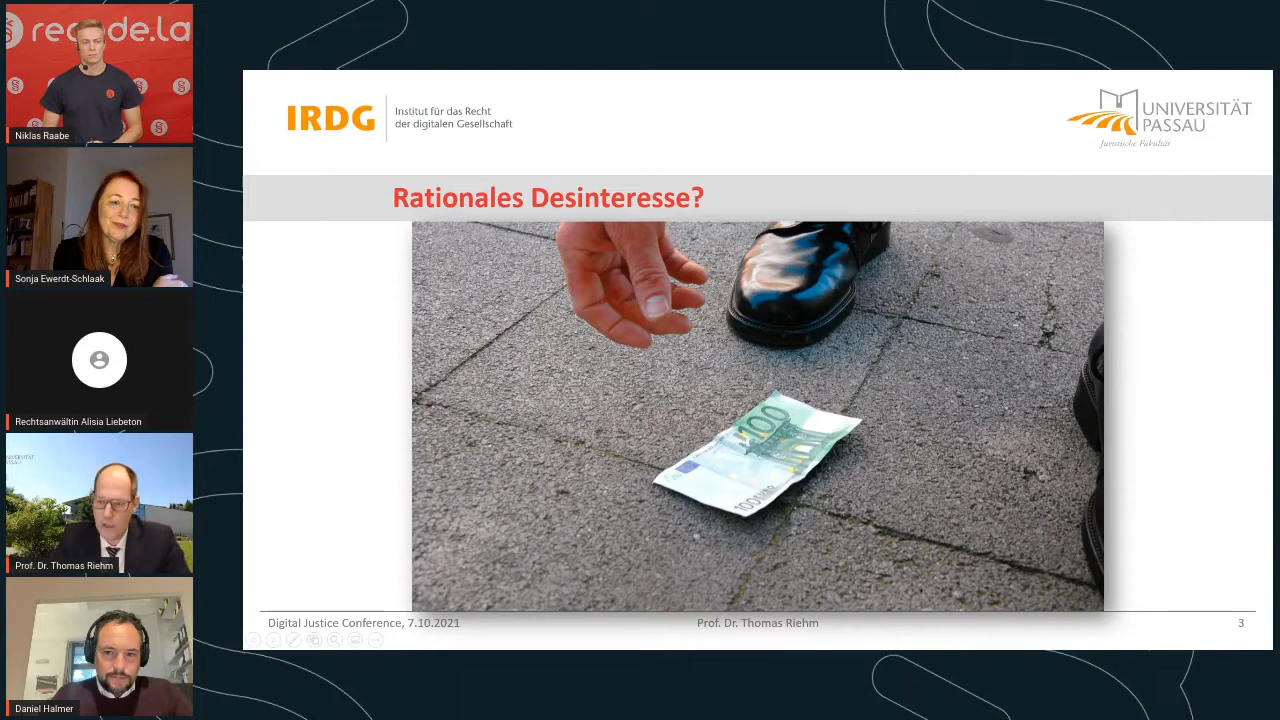 recode.la
Niklas Raabe
Sonja Ewerdt-Schlaak
Rechtsanwältin Alisia Liebeton
Prof. Dr. Thomas Riehm
Daniel Halmer
IRDG
Institut für das Recht
der digitalen Gesellschaft
UNIVERSITÄT
PASSAU
Juristische Fakultät
Rationales Desinteresse?
100
100 EURO
Digital Justice Conference, 7.10.2021
Prof. Dr. Thomas Riehm
3